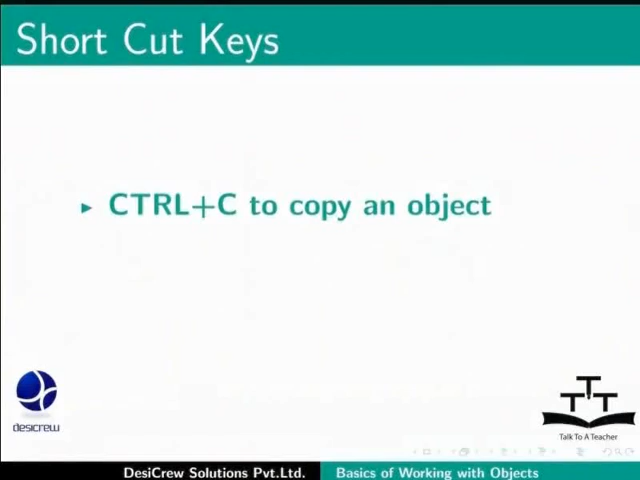 Short Cut Keys
▶ CTRL+C to copy an object
desicrew
T T T
Talk To A Teacher
DesiCrew Solutions Pvt.Ltd. Basics of Working with Objects